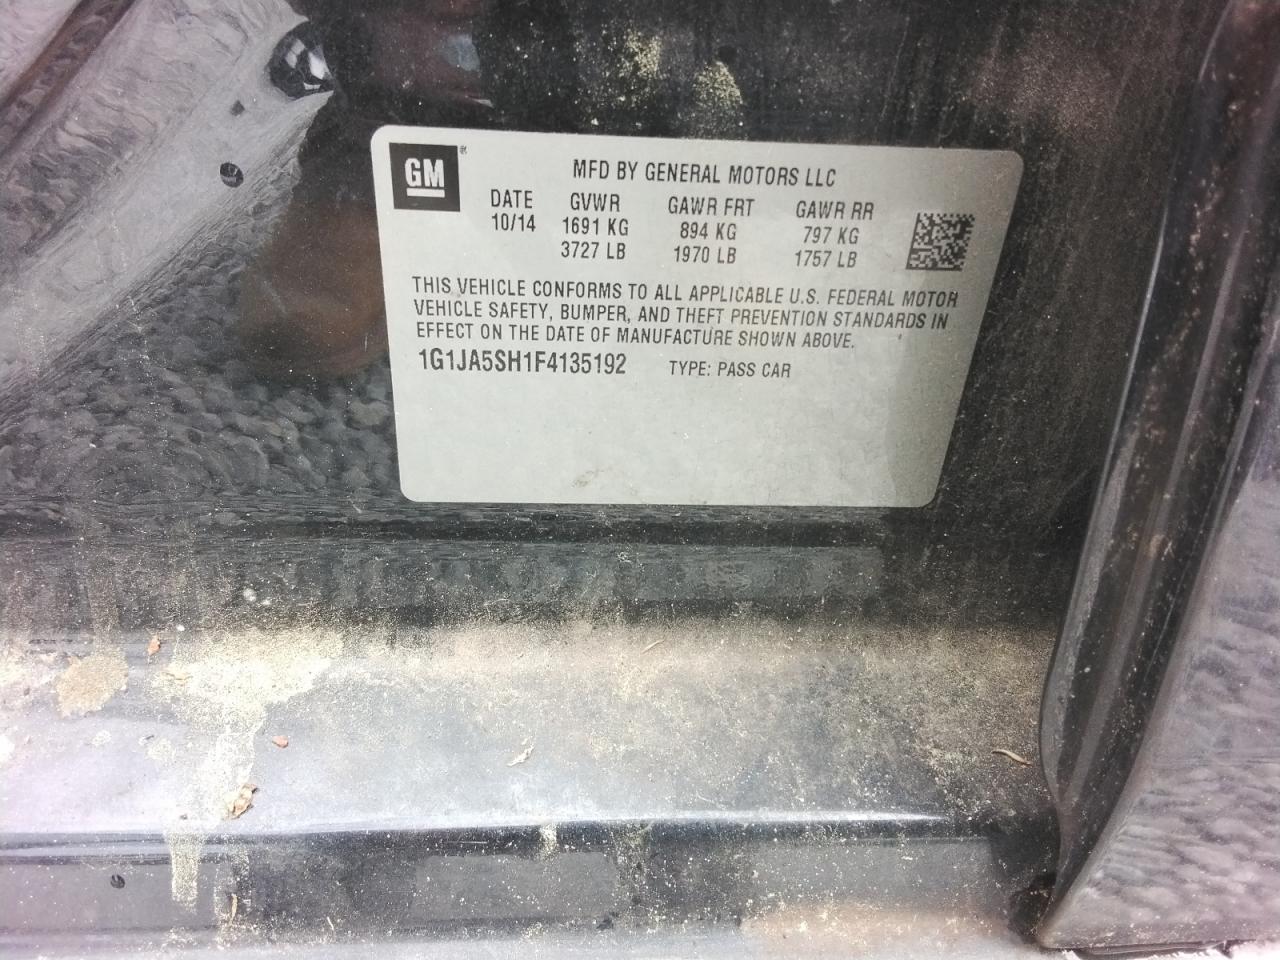 GM®
MFD BY GENERAL MOTORS LLC
DATE GVWR GAWR FRT GAWR RR
10/14 1691 KG 894 KG 797 KG
3727 LB 1970 LB 1757 LB
THIS VEHICLE CONFORMS TO ALL APPLICABLE U.S. FEDERAL MOTOR
VEHICLE SAFETY, BUMPER, AND THEFT PREVENTION STANDARDS IN
EFFECT ON THE DATE OF MANUFACTURE SHOWN ABOVE.
1G1JA5SH1F4135192 TYPE: PASS CAR